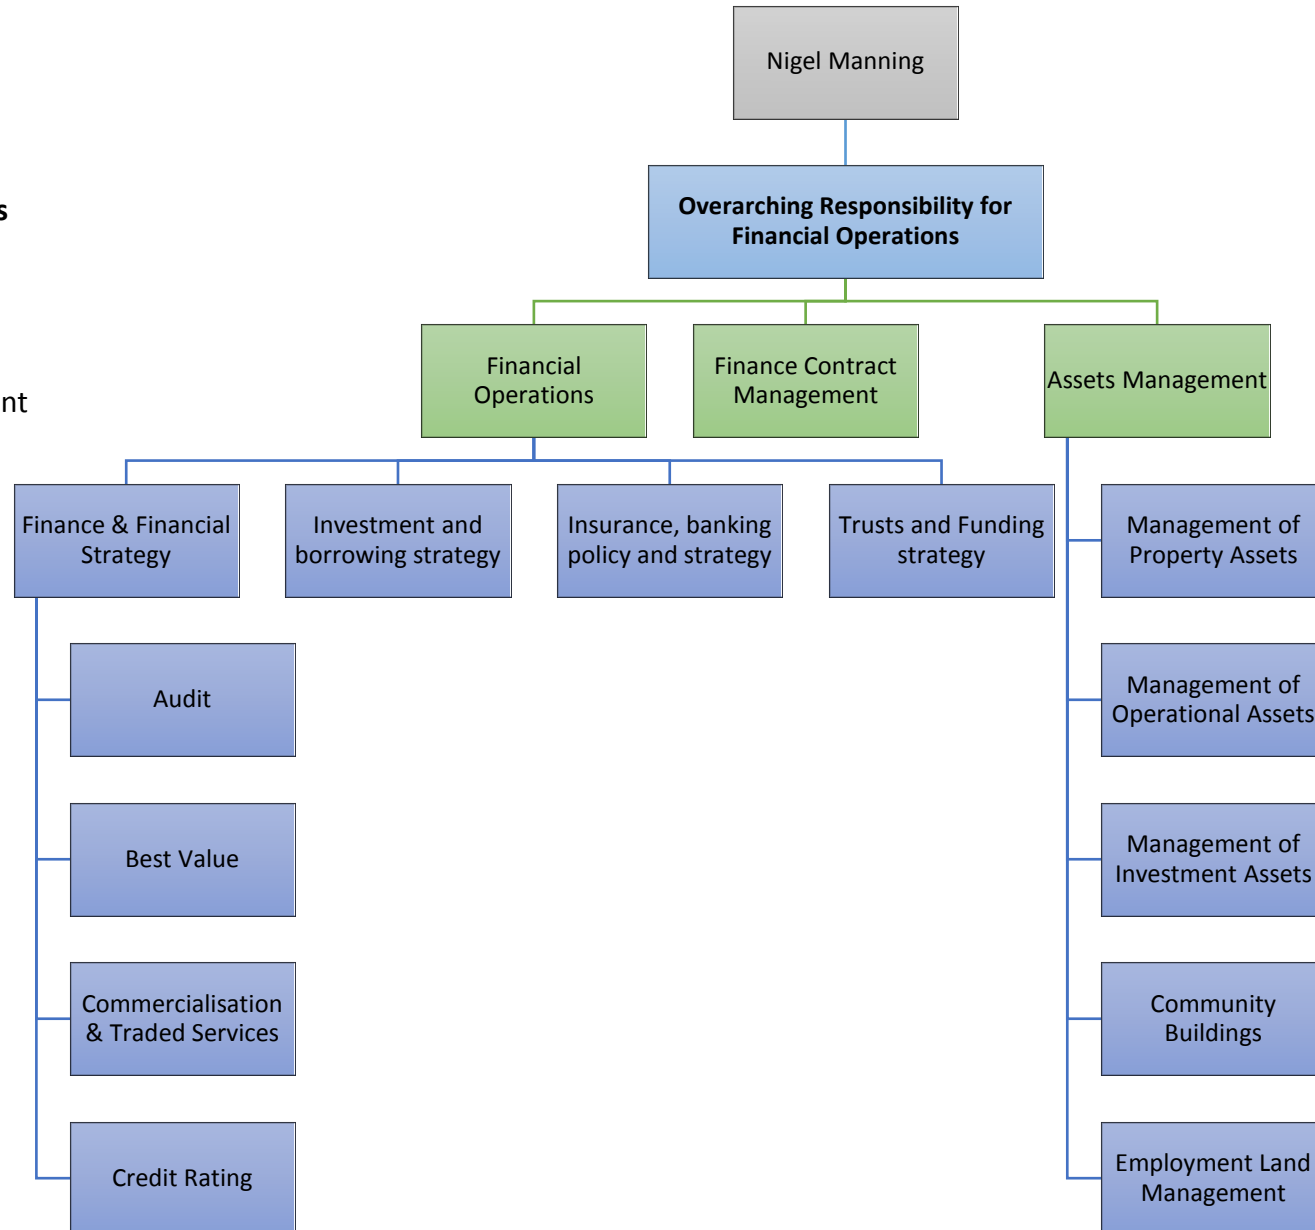 Nigel Manning
s
Overarching Responsibility for
Financial Operations
Financial
Operations
Finance Contract
Management
Assets Management
nt
Finance & Financial
Strategy
Investment and
borrowing strategy
Insurance, banking
policy and strategy
Trusts and Funding
strategy
Management of
Property Assets
Audit
Management of
Operational Assets
Best Value
Management of
Investment Assets
Commercialisation
& Traded Services
Community
Buildings
Credit Rating
Employment Land
Management